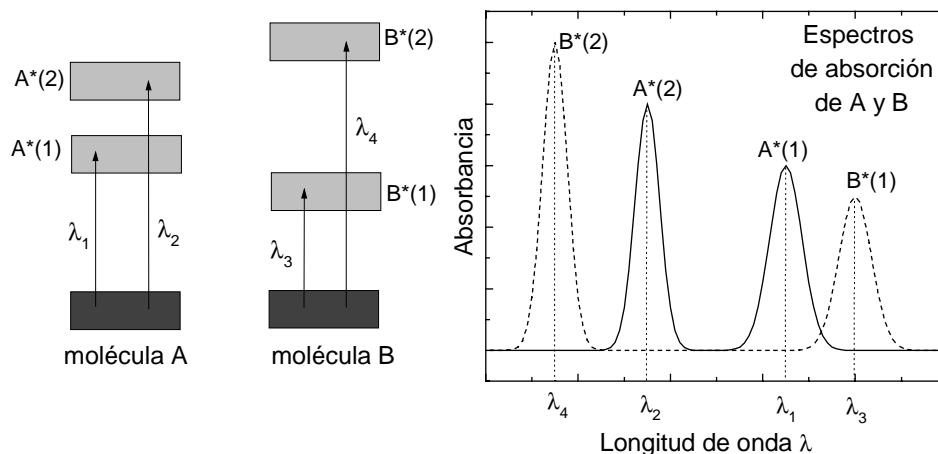 A*(2)
A*(1)
λ1
λ2
molécula A
B*(2)
λ4
B*(1)
λ3
molécula B
Espectros
de absorción
de A y B
B*(2)
A*(2)
A*(1)
B*(1)
Absorbancia
λ4 λ2 λ1 λ3
Longitud de onda λ